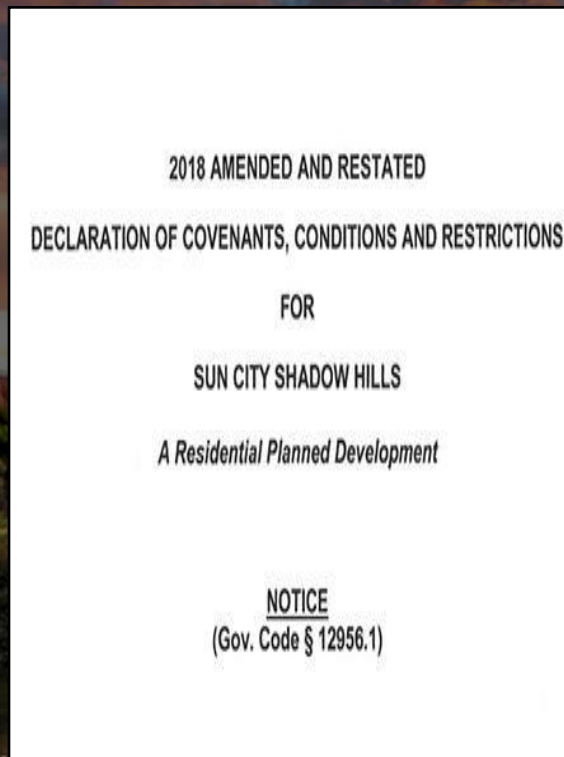 2018 AMENDED AND RESTATED
DECLARATION OF COVENANTS, CONDITIONS AND RESTRICTIONS
FOR
SUN CITY SHADOW HILLS
A Residential Planned Development
NOTICE
(Gov. Code § 12956.1)